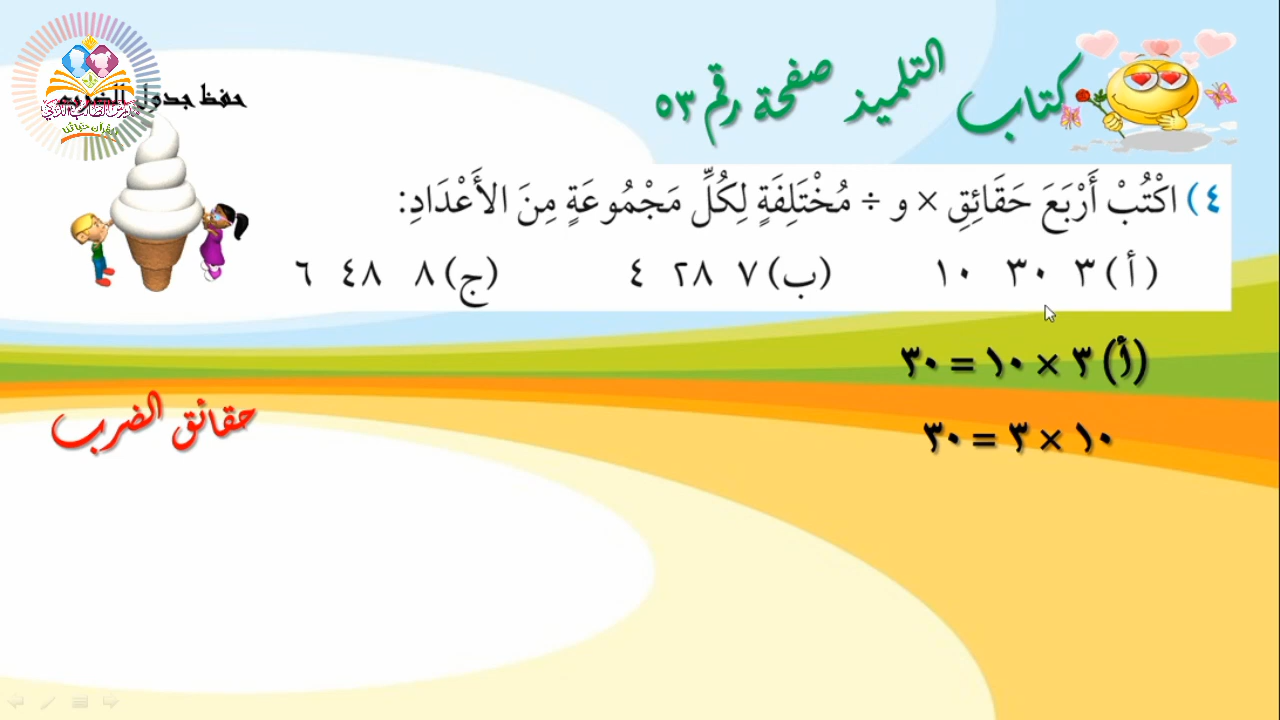 كتاب التلميذ صفحة رقم ٥٣
حفظ جدول الضرب
٤) اكْتُبْ أَرْبَعَ حَقَائِقِ × و ÷ مُخْتَلِفَةٍ لِكُلِّ مَجْمُوعَةٍ مِنَ الأَعْدَادِ:
(أ) ٣ ٣٠ ١٠ (ب) ٧ ٢٨ ٤ (ج) ٨ ٤٨ ٦
(أ) ٣ × ١٠ = ٣٠
حقائق الضرب
١٠ × ٣ = ٣٠